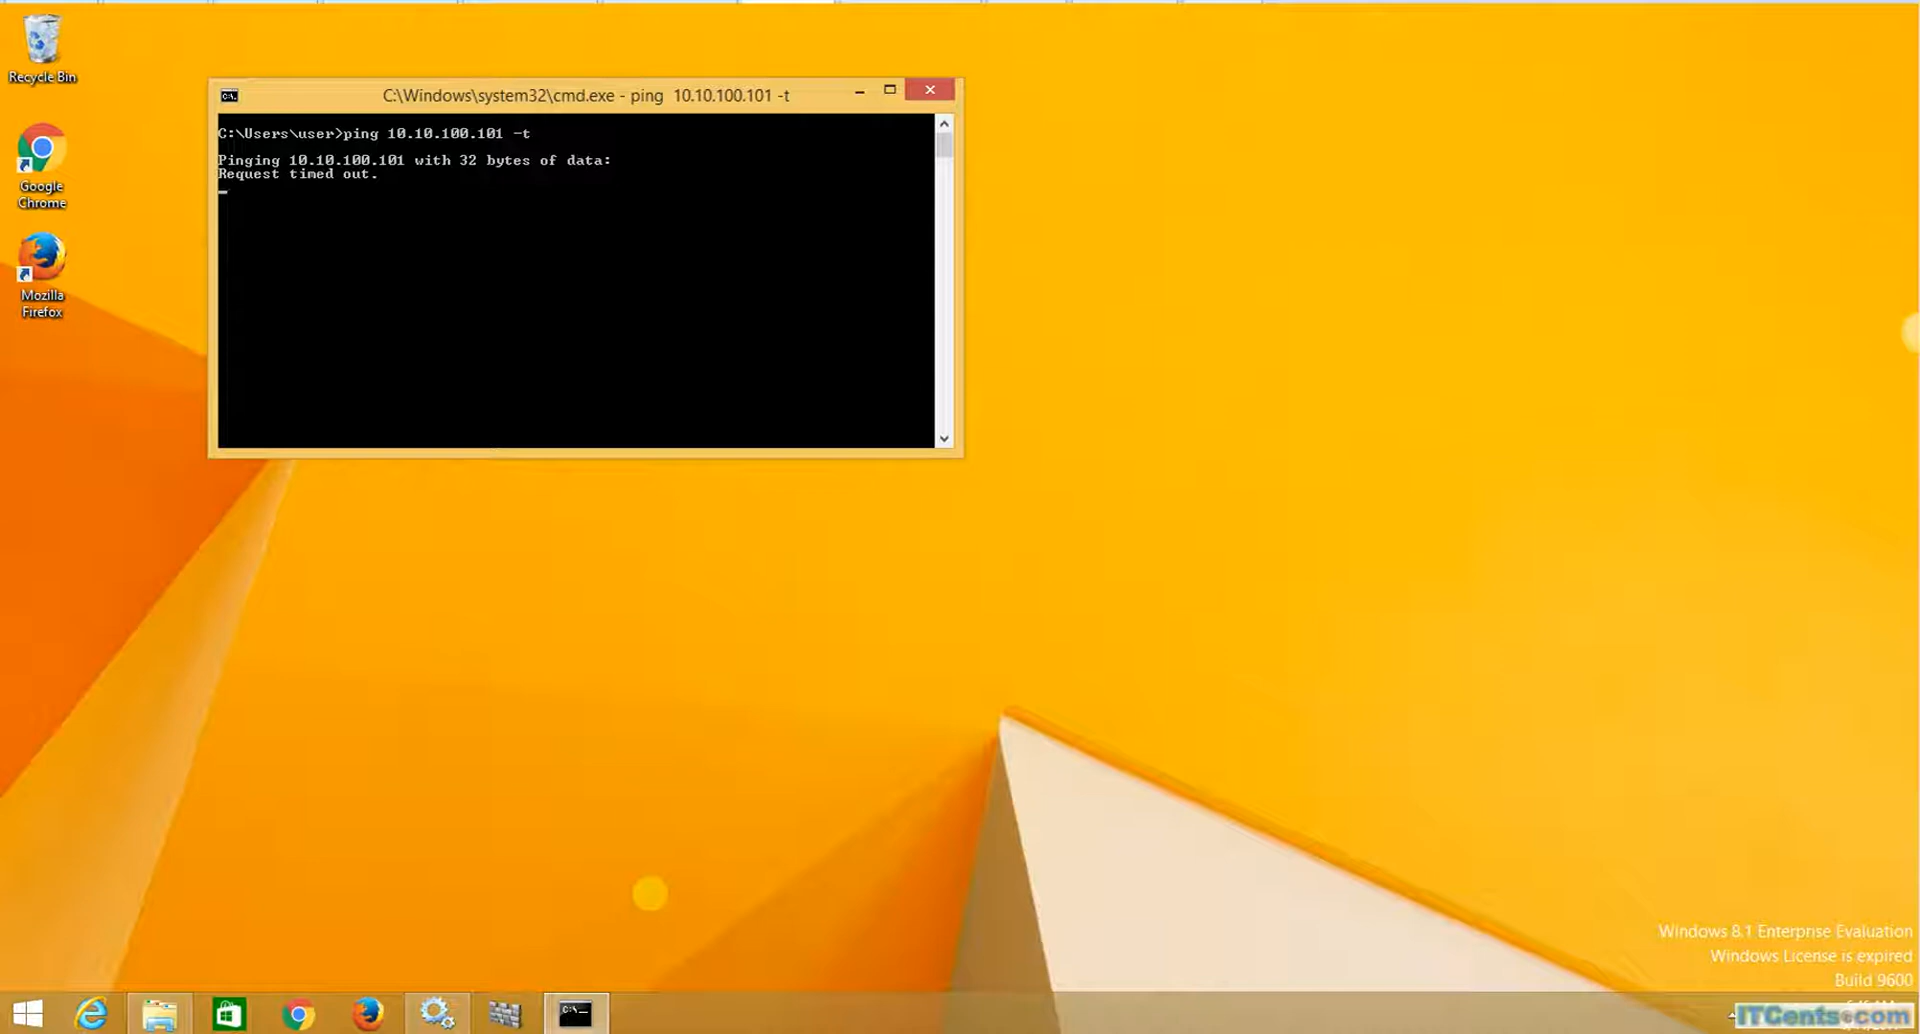 Recycle Bin
Google
Chrome
Mozilla
Firefox
C:\Windows\system32\cmd.exe - ping 10.10.100.101 -t
C:\Users\user>ping 10.10.100.101 -t
Pinging 10.10.100.101 with 32 bytes of data:
Request timed out.
Windows 8.1 Enterprise Evaluation
Windows License is expired
Build 9600
ITCents.com